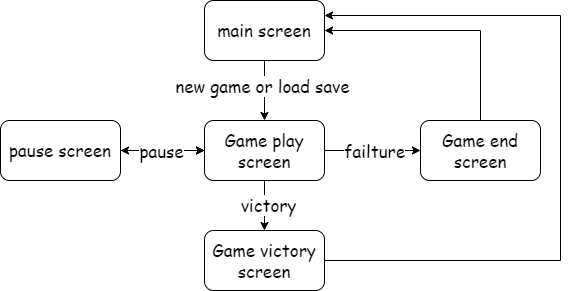 main screen
new game or load save
pause screen
pause
Game play
screen
failture
Game end
screen
victory
Game victory
screen